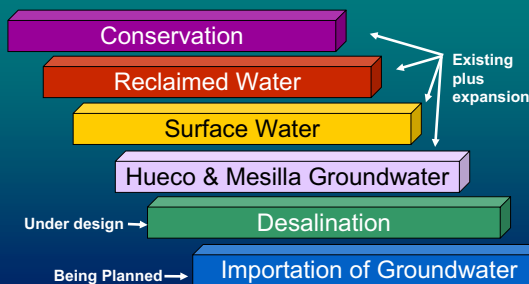 Conservation
Existing
plus
expansion
Reclaimed Water
Surface Water
Hueco & Mesilla Groundwater
Under design
Desalination
Being Planned
Importation of Groundwater